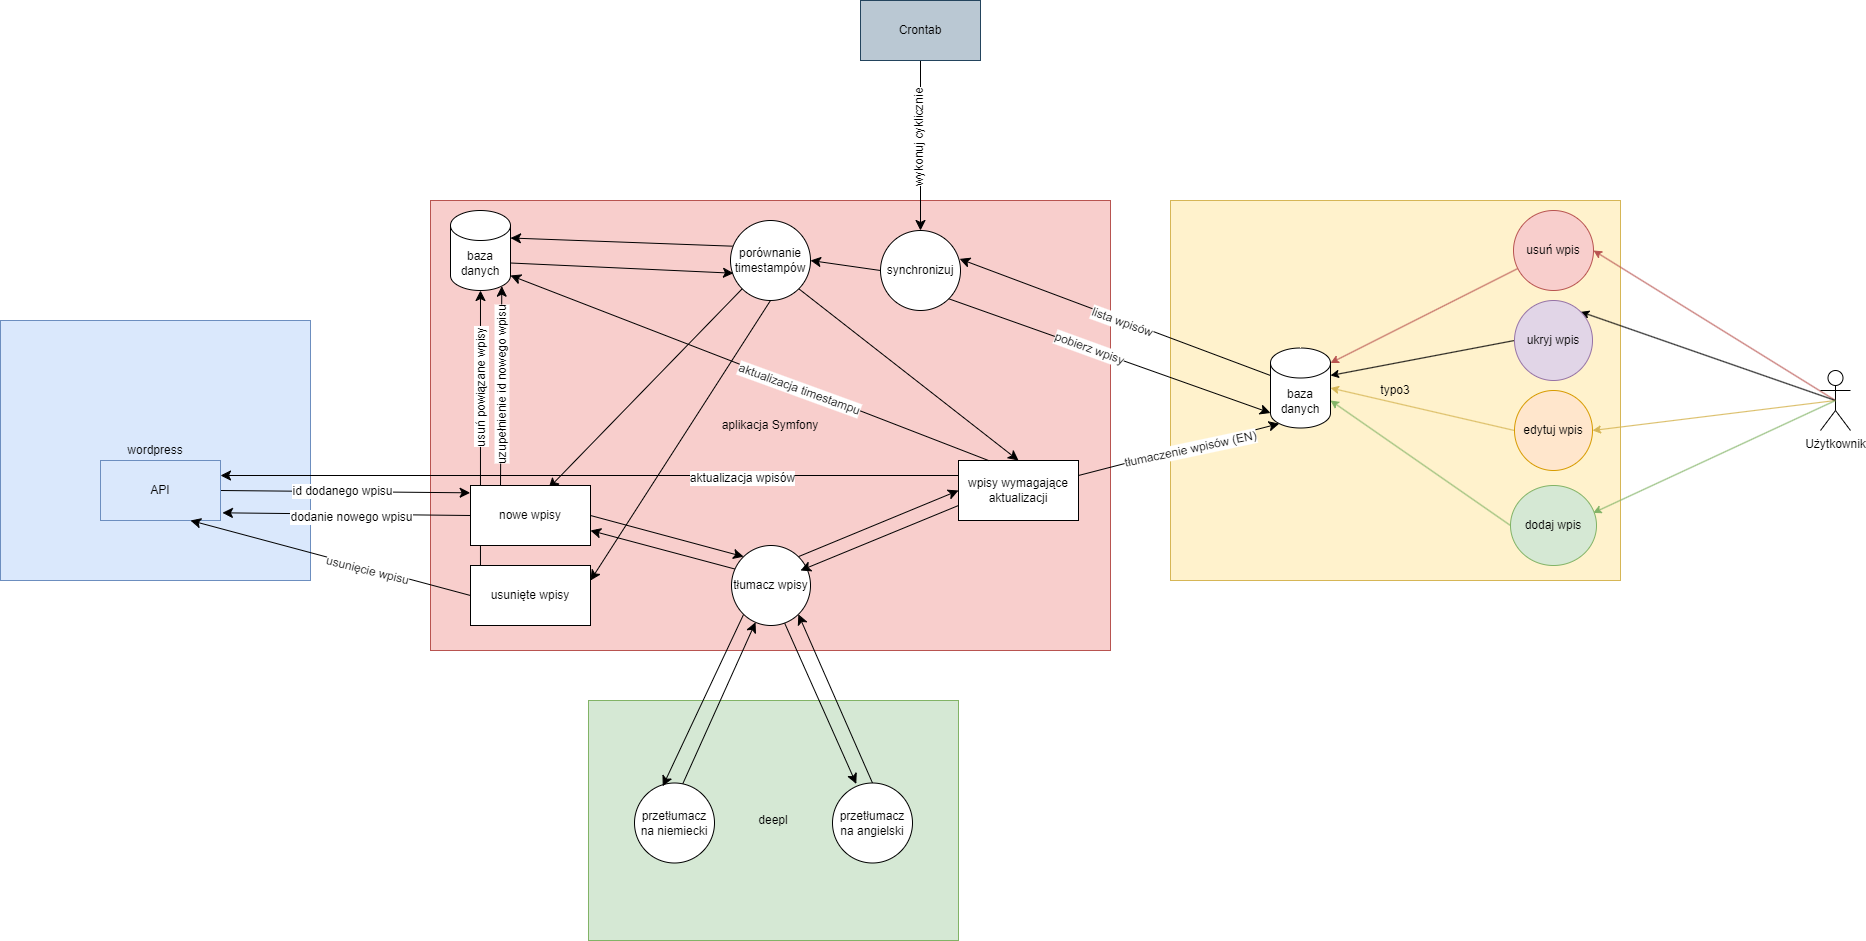 Crontab
wykonuj cyklicznie
baza
danych
porównanie
timestampów
synchronizuj
usuń wpis
lista wpisów
pobierz wpisy
ukryj wpis
usuń powiązane wpisy
uzupełnienie id nowego wpisu
aktualizacja timestampu
baza
danych
typo3
aplikacja Symfony
edytuj wpis
Użytkownik
wordpress
tłumaczenie wpisów (EN)
API
aktualizacja wpisów
wpisy wymagające
aktualizacji
id dodanego wpisu
dodanie nowego wpisu
nowe wpisy
dodaj wpis
usunięcie wpisu
usunięte wpisy
tłumacz wpisy
przetłumacz
na niemiecki
deepl
przetłumacz
na angielski